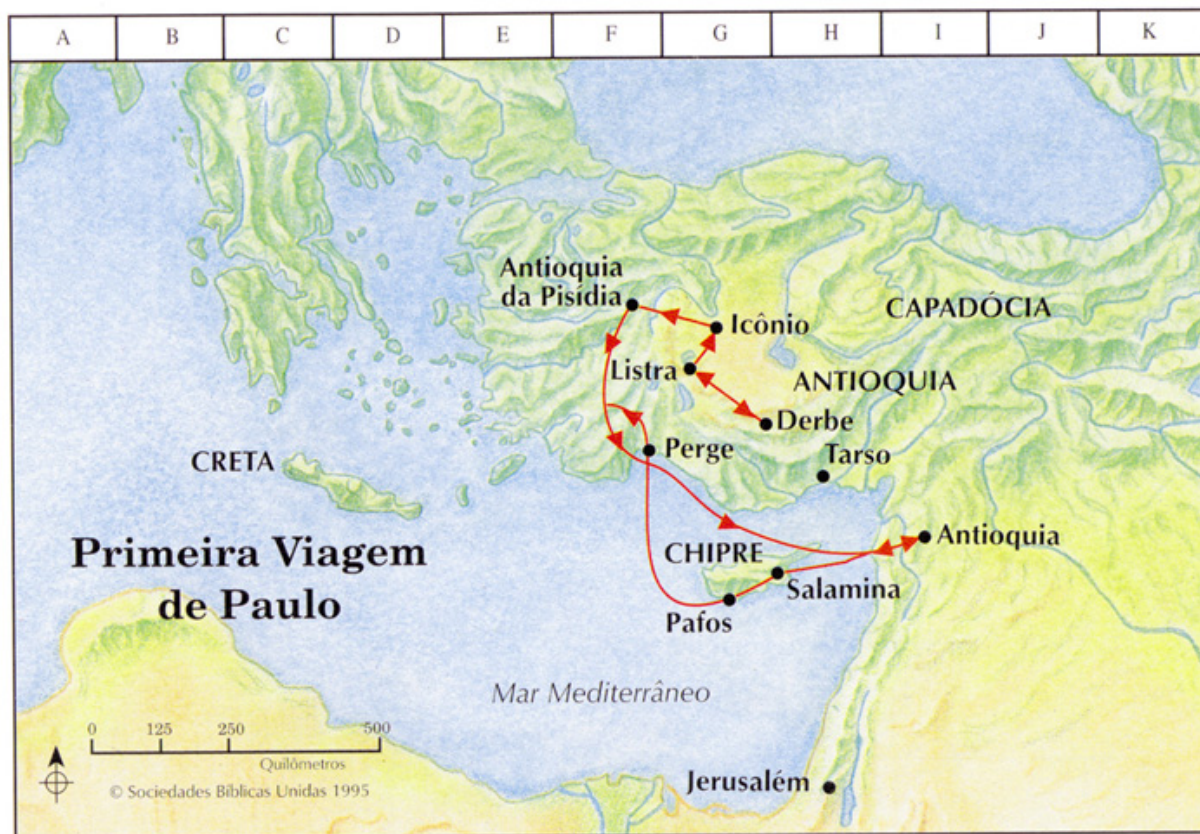 A B C D E F G H I J K
Antioquia
da Pisídia
Icônio
CAPADÓCIA
Listra
ANTIOQUIA
Derbe
Perge
Tarso
CRETA
Primeira Viagem
de Paulo
Antioquia
CHIPRE
Salamina
Pafos
Mar Mediterrâneo
0 125 250 500
Quilômetros
© Sociedades Bíblicas Unidas 1995
Jerusalém